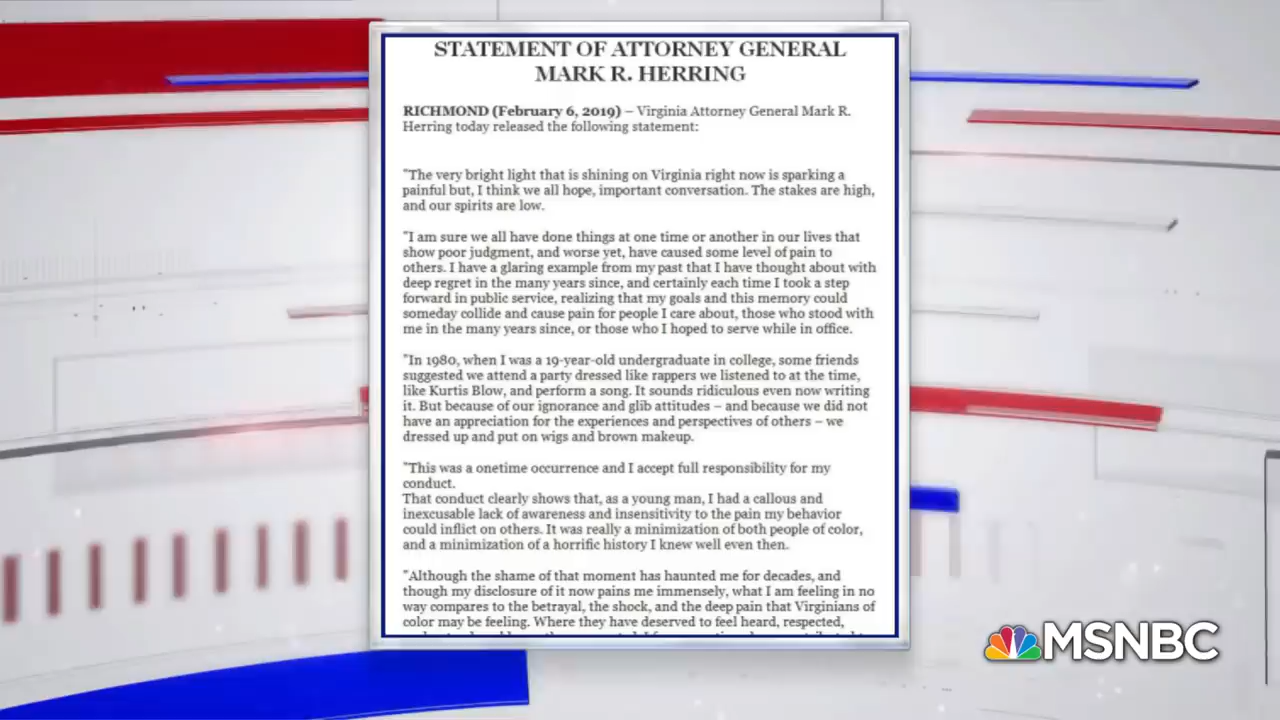 STATEMENT OF ATTORNEY GENERAL
MARK R. HERRING
RICHMOND (February 6, 2019) – Virginia Attorney General Mark R.
Herring today released the following statement:
"The very bright light that is shining on Virginia right now is sparking a
painful but, I think we all hope, important conversation. The stakes are high,
and our spirits are low.
"I am sure we all have done things at one time or another in our lives that
show poor judgment, and worse yet, have caused some level of pain to
others. I have a glaring example from my past that I have thought about with
deep regret in the many years since, and certainly each time I took a step
forward in public service, realizing that my goals and this memory could
someday collide and cause pain for people I care about, those who stood with
me in the many years since, or those who I hoped to serve while in office.
"In 1980, when I was a 19-year-old undergraduate in college, some friends
suggested we attend a party dressed like rappers we listened to at the time,
like Kurtis Blow, and perform a song. It sounds ridiculous even now writing
it. But because of our ignorance and glib attitudes – and because we did not
have an appreciation for the experiences and perspectives of others – we
dressed up and put on wigs and brown makeup.
"This was a onetime occurrence and I accept full responsibility for my
conduct.
That conduct clearly shows that, as a young man, I had a callous and
inexcusable lack of awareness and insensitivity to the pain my behavior
could inflict on others. It was really a minimization of both people of color,
and a minimization of a horrific history I knew well even then.
"Although the shame of that moment has haunted me for decades, and
though my disclosure of it now pains me immensely, what I am feeling in no
way compares to the betrayal, the shock, and the deep pain that Virginians of
color may be feeling. Where they have deserved to feel heard, respected,
MSNBC